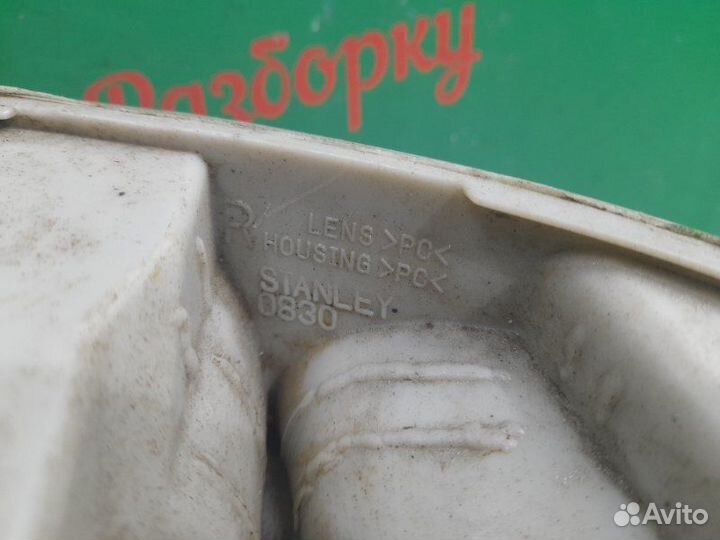 Разборку
R LENS >PC<
HOUSING >PC<
STANLEY
0830
Avito